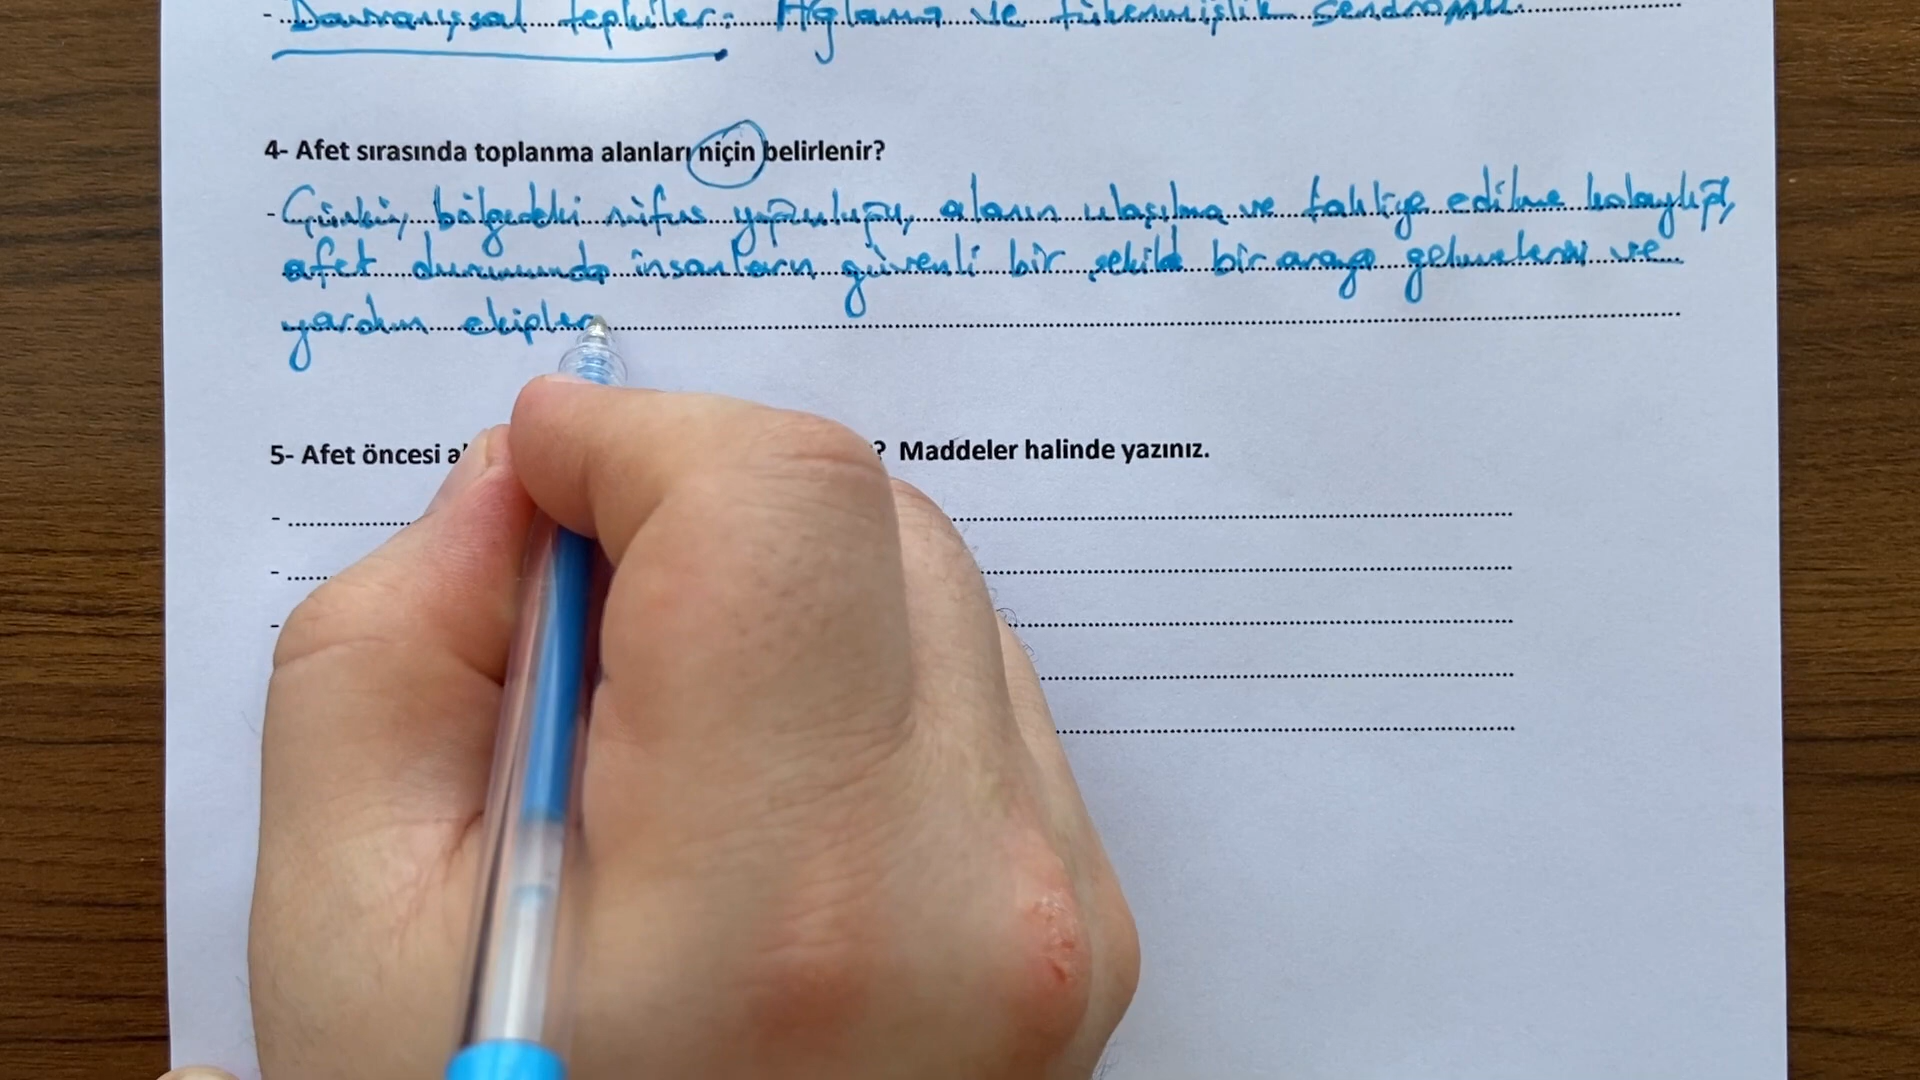 - Davranışsal tepkiler: Ağlama ve tükenmişlik sendromu.
4- Afet sırasında toplanma alanları niçin belirlenir?
- Çünkü, bölgedeki nüfus yoğunluğu, alanın ulaşılma ve tahliye edilme kolaylığı,
afet durumunda insanların güvenli bir şekilde bir araya gelmeleri ve
yardım ekipler
5- Afet öncesi a ? Maddeler halinde yazınız.
-
-
-